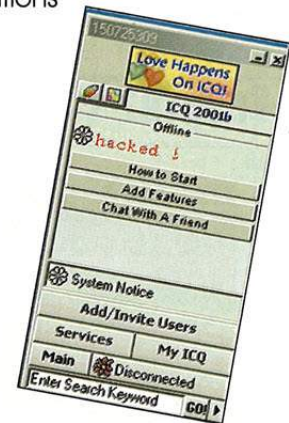 150725309
Love Happens
On ICQ!
ICQ 2001b
Offline
hacked !
How to Start
Add Features
Chat With A Friend
System Notice
Add/Invite Users
Services My ICQ
Main Disconnected
Enter Search Keyword GO!